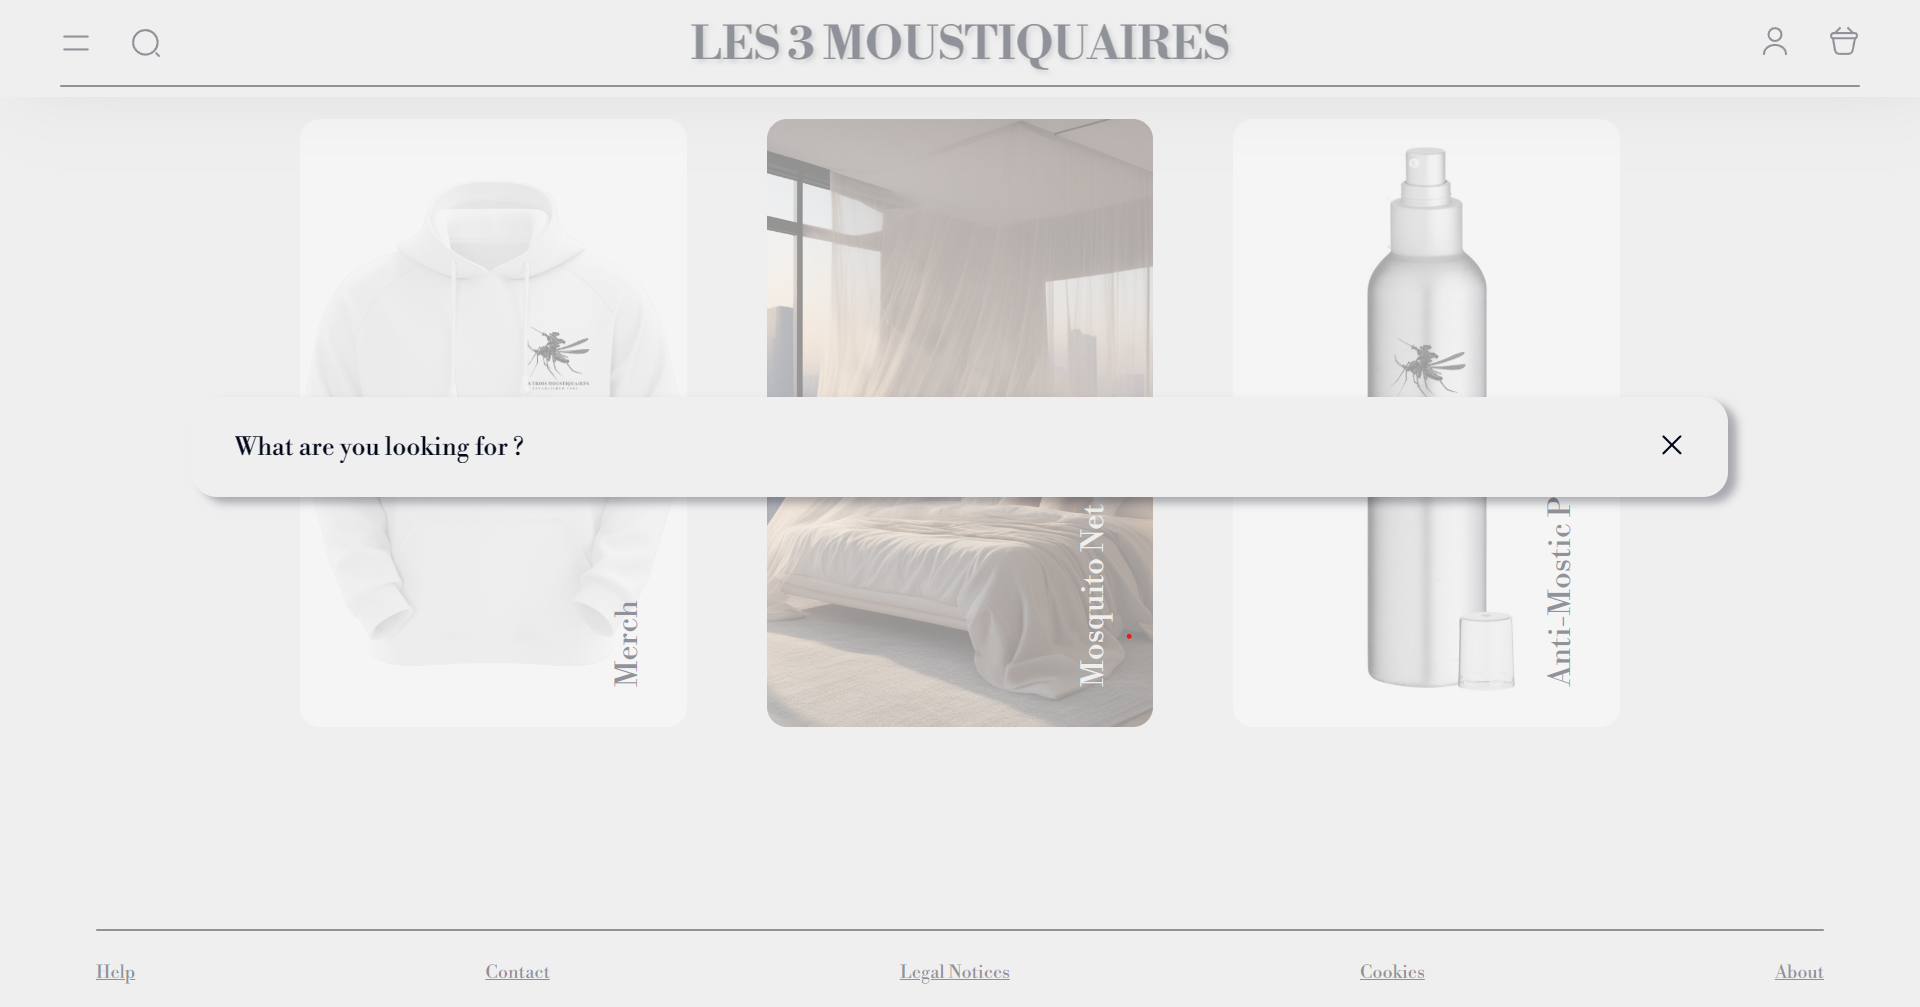 LES 3 MOUSTIQUAIRES
What are you looking for ?
Merch
Mosquito Net
Anti-Mostic P
Help
Contact
Legal Notices
Cookies
About